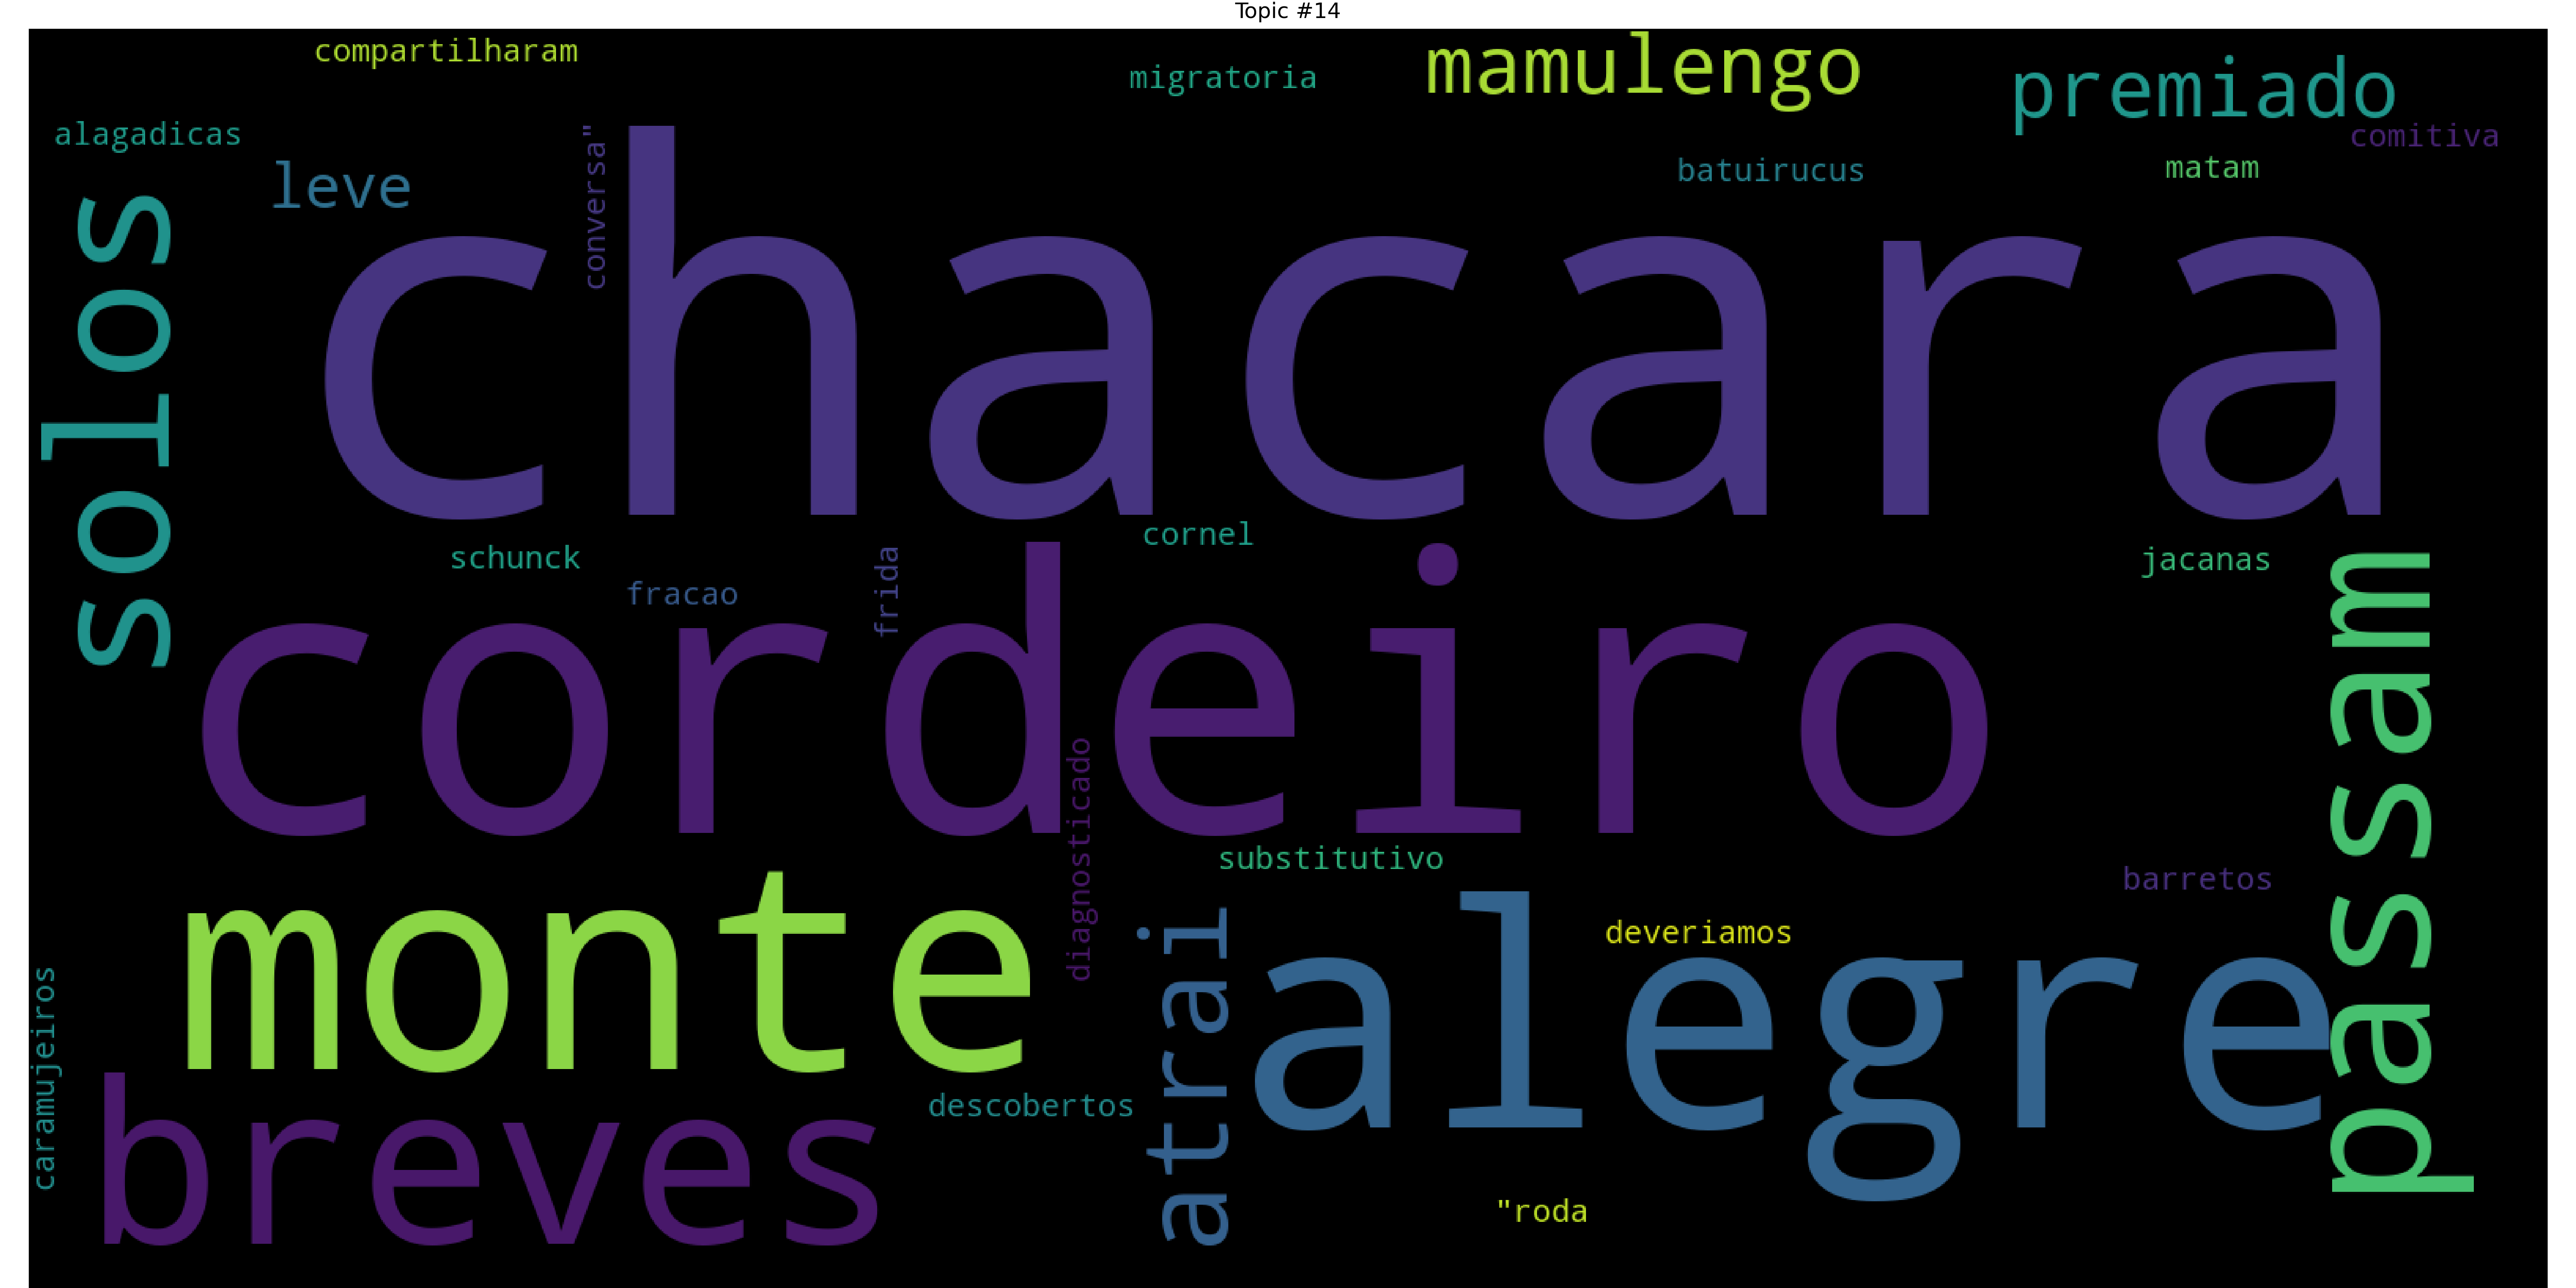 Topic #14
compartilharam
migratoria
mamulengo
premiado
alagadicas
conversa"
comitiva
leve
batuirucus
matam
solos
chacara
schunck
cornel
jacanas
fracao
frida
cordeiro
passam
diagnosticado
substitutivo
barretos
monte
atrai
deveriamos
alegre
caramujeiros
breves
descobertos
"roda